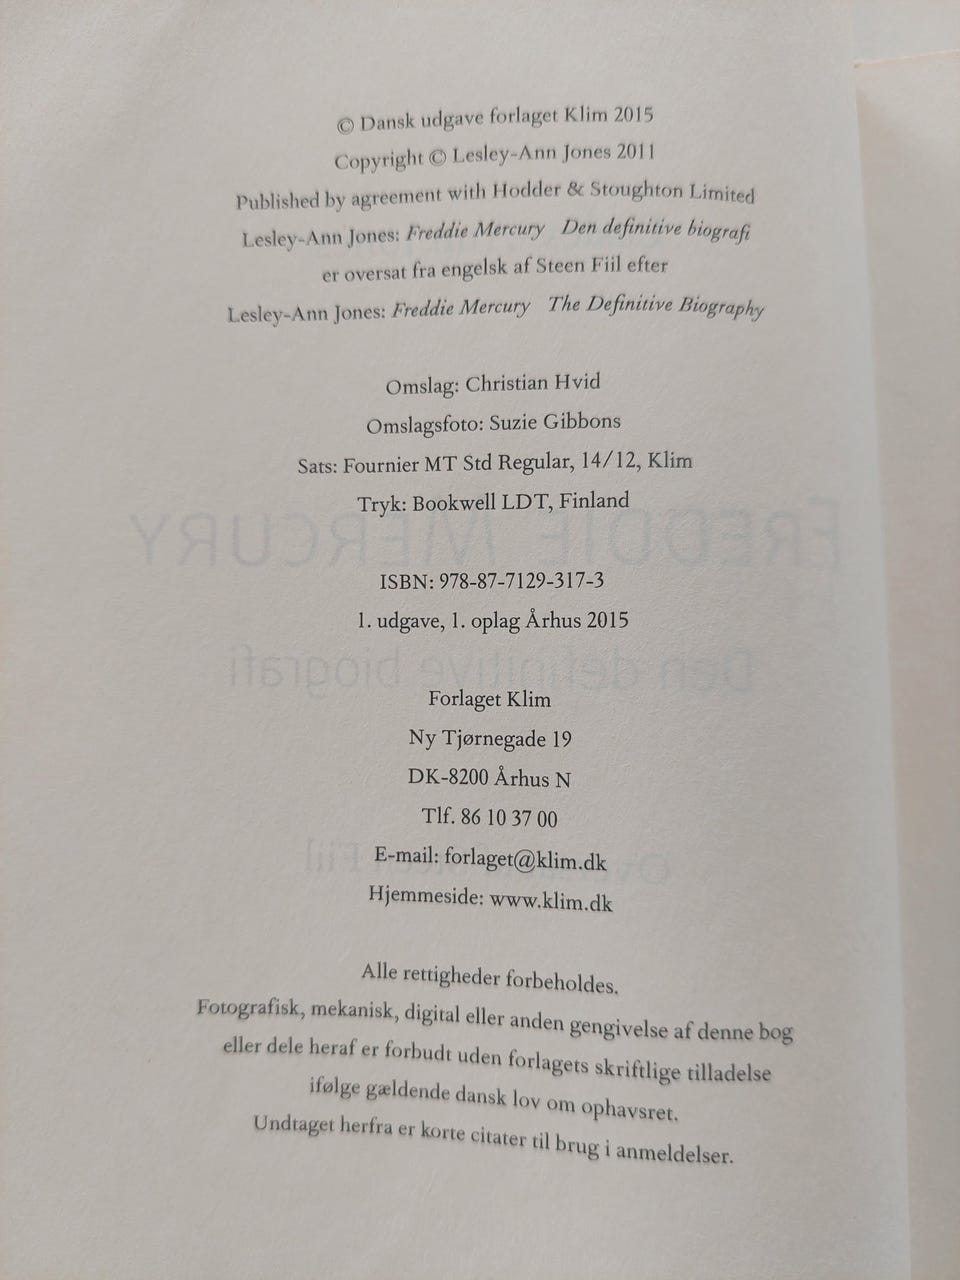 © Dansk udgave forlaget Klim 2015
Copyright © Lesley-Ann Jones 2011
Published by agreement with Hodder & Stoughton Limited
Lesley-Ann Jones: Freddie Mercury Den definitive biografi
er oversat fra engelsk af Steen Fiil efter
Lesley-Ann Jones: Freddie Mercury The Definitive Biography
Omslag: Christian Hvid
Omslagsfoto: Suzie Gibbons
Sats: Fournier MT Std Regular, 14/12, Klim
Tryk: Bookwell LDT, Finland
ISBN: 978-87-7129-317-3
1. udgave, 1. oplag Århus 2015
Forlaget Klim
Ny Tjørnegade 19
DK-8200 Århus N
Tlf. 86 10 37 00
E-mail: forlaget@klim.dk
Hjemmeside: www.klim.dk
Alle rettigheder forbeholdes.
Fotografisk, mekanisk, digital eller anden gengivelse af denne bog
eller dele heraf er forbudt uden forlagets skriftlige tilladelse
ifølge gældende dansk lov om ophavsret.
Undtaget herfra er korte citater til brug i anmeldelser.